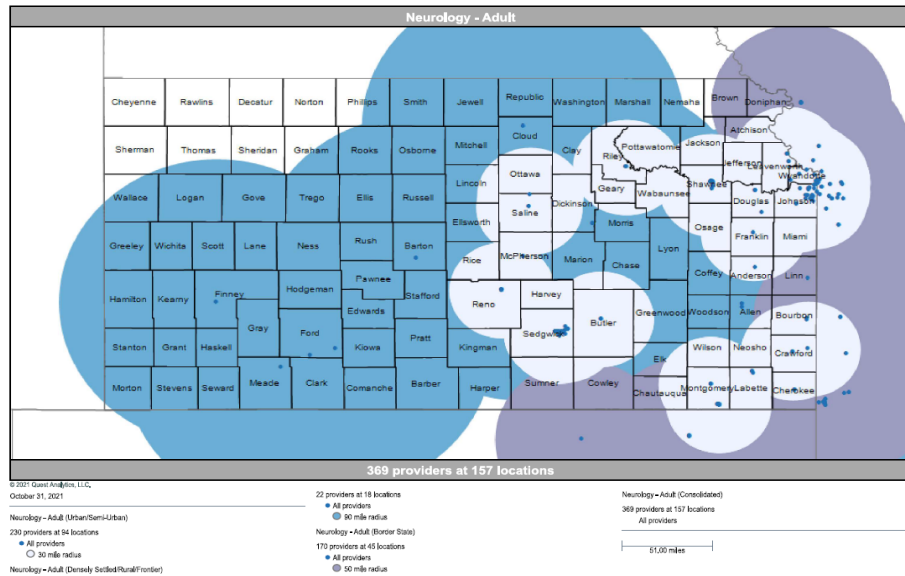 Neurology - Adult
Cheyenne Rawlins Decatur Norton Phillips Smith Jewell Republic Washington Marshall Nemaha Brown Doniphan
Atchison
Sherman Thomas Sheridan Graham Rooks Osborne Mitchell Cloud Clay Riley Pottawatomie Jackson Jefferson Leavenworth
Wyandotte
Wallace Logan Gove Trego Ellis Russell Lincoln Ottawa Geary Wabaunsee Shawnee Douglas Johnson
Saline Dickinson
Ellsworth Morris Osage Franklin Miami
Greeley Wichita Scott Lane Ness Rush Barton Rice McPherson Marion Chase Lyon Coffey Anderson Linn
Pawnee
Hamilton Kearny Finney Hodgeman Edwards Stafford Reno Harvey Butler Greenwood Woodson Allen Bourbon
Gray Ford Sedgwick
Stanton Grant Haskell Kiowa Pratt Kingman Elk Wilson Neosho Crawford
Morton Stevens Seward Meade Clark Comanche Barber Harper Sumner Cowley Chautauqua Montgomery Labette Cherokee
369 providers at 157 locations
© 2021 Quest Analytics, LLC.
October 31, 2021
Neurology - Adult (Urban/Semi-Urban)
230 providers at 94 locations
All providers
30 mile radius
Neurology - Adult (Densely Settled/Rural/Frontier)
22 providers at 18 locations
All providers
90 mile radius
Neurology - Adult (Border State)
170 providers at 45 locations
All providers
50 mile radius
Neurology - Adult (Consolidated)
369 providers at 157 locations
All providers
51.00 miles